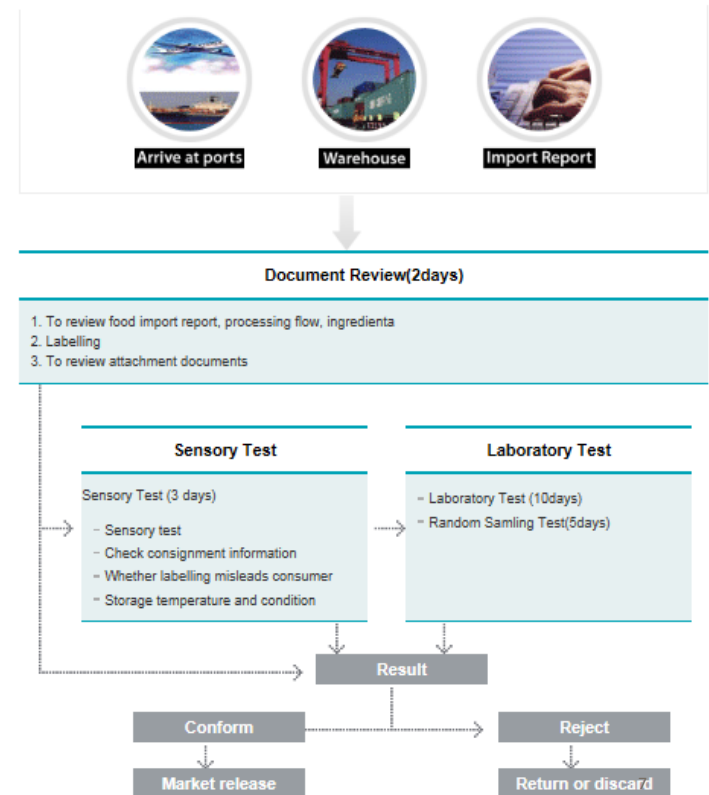 Arrive at ports
Warehouse
Import Report
Document Review(2days)
1. To review food import report, processing flow, ingredienta
2. Labelling
3. To review attachment documents
Sensory Test
Sensory Test (3 days)
- Sensory test
- Check consignment information
- Whether labelling misleads consumer
- Storage temperature and condition
Laboratory Test
- Laboratory Test (10days)
- Random Samling Test(5days)
Result
Conform
Reject
Market release
Return or discard
7